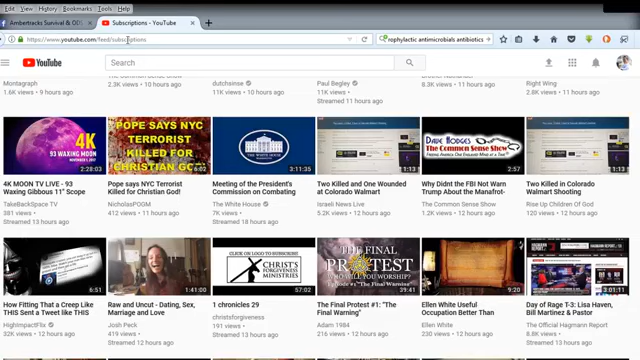 Edit View History Bookmarks Tools Help
Ambertracks Survival & OD
Subscriptions - YouTube
https://www.youtube.com/feed/subscriptions
rophylactic antimicrobials antibiotics
YouTube
Search
Montagraph
1.6K views • 9 hours ago
2.3K views • 10 hours ago
dutchsinse
11K views • 10 hours ago
Paul Begley
11K views
Streamed 11 hours ago
8.3K views • 11 hours ago
Right Wing
2.8K views • 12 hours ago
4K
93
WAXING MOON
2:28:03
POPE SAYS NYC
TERRORIST
KILLED FOR
CHRISTIAN GOD
6:02
THE WHITE HOUSE
3:11:35
Dave Hodges
The Common Sense Show
2:57
4K MOON TV LIVE - 93
Waxing Gibbous 11" Scope
TakeBackSpace TV
381 views
Streamed 12 hours ago
Pope says NYC Terrorist
Killed for Christian God!
NicholasPOGM
412 views • 11 hours ago
Meeting of the President's
Commission on Combating
The White House
7K views
Streamed 18 hours ago
Two Killed and One Wounded
at Colorado Walmart
Israeli News Live
5.2K views • 12 hours ago
Why Didnt the FBI Not Warn
Trump About the Manafrot-
The Common Sense Show
1.2K views • 12 hours ago
Two Killed in Colorado
Walmart Shooting
Rise Up Children Of God
120 views • 12 hours ago
6:51
1:41:00
CLICK ON LOGO TO SUBSCRIBE
CHRIST'S
FORGIVENESS
MINISTRIES
57:02
THE FINAL
PROTEST
WHO WILL YOU WORSHIP?
29:41
9:20
3:01:11
How Fitting That a Creep Like
THIS Sent a Tweet like THIS
HighImpactFlix
32K views • 12 hours ago
Raw and Uncut - Dating, Sex,
Marriage and Love
Josh Peck
419 views • 12 hours ago
1 chronicles 29
christsforgiveness
191 views • 12 hours ago
The Final Protest #1: "The
Final Warning"
Adam 1984
6.4K views • 12 hours ago
Ellen White Useful
Occupation Better Than
Ellen White
230 views • 12 hours ago
Day of Rage T-3: Lisa Haven,
Bill Martinez & Pastor
The Official Hagmann Report
8.8K views
Streamed 12 hours ago